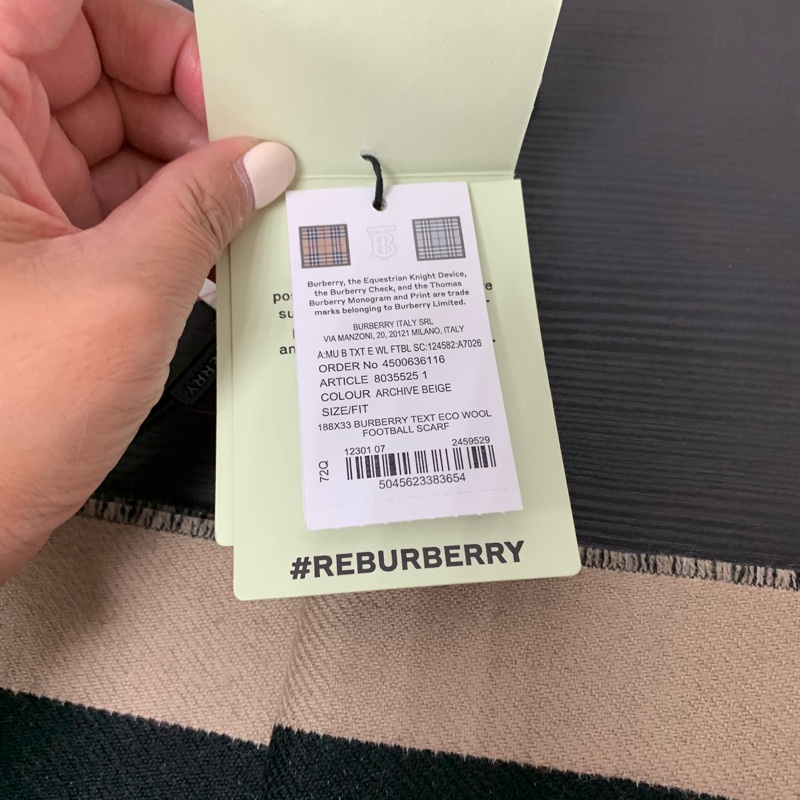 Burberry, the Equestrian Knight Device,
the Burberry Check, and the Thomas
Burberry Monogram and Print are trade
marks belonging to Burberry Limited.
BURBERRY ITALY SRL
VIA MANZONI, 20, 20121 MILANO, ITALY
A:MU B TXT E WL FTBL SC:124582:A7026
ORDER No 4500636116
ARTICLE 8035525 1
COLOUR ARCHIVE BEIGE
SIZE/FIT
188X33 BURBERRY TEXT ECO WOOL
FOOTBALL SCARF
12301 07 2459529
72Q
5045623383654
#REBURBERRY